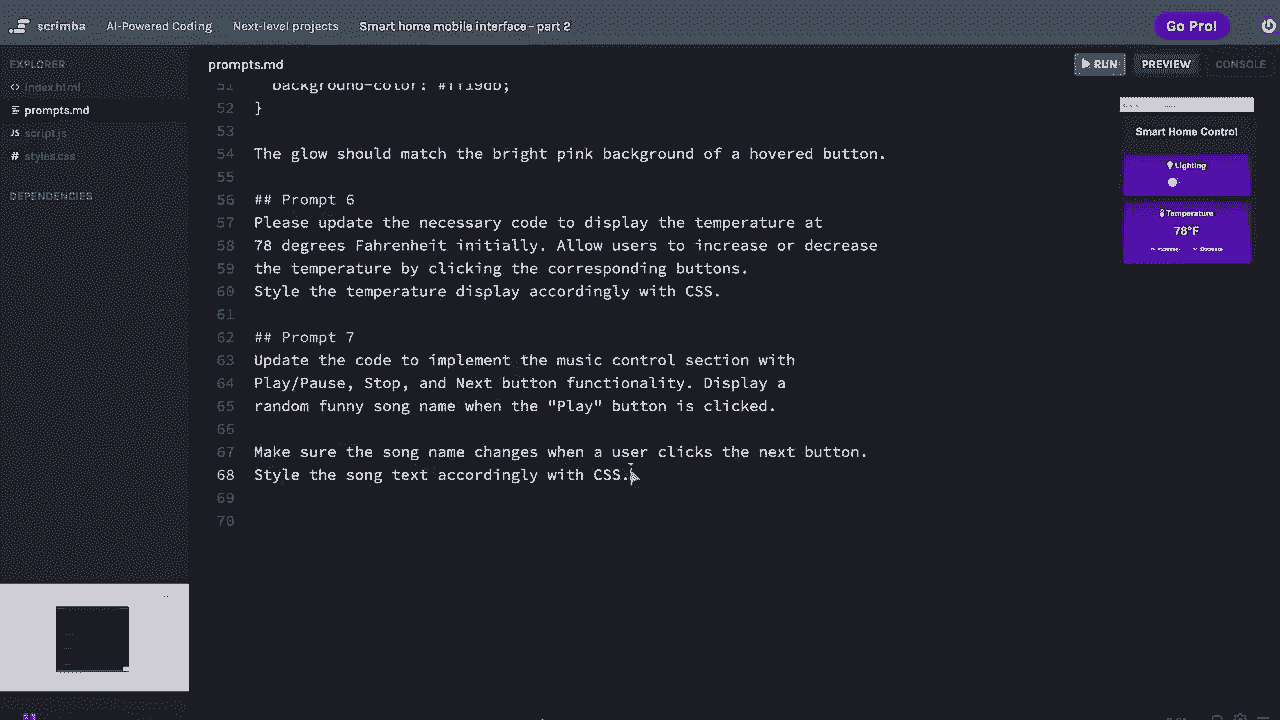 scrimba AI-Powered Coding Next-level projects Smart home mobile interface - part 2 Go Pro!
EXPLORER
index.html
prompts.md
script.js
styles.css
DEPENDENCIES
prompts.md
RUN PREVIEW CONSOLE
51 background-color: #ff19db;
52 }
53
54 The glow should match the bright pink background of a hovered button.
55
56 ## Prompt 6
57 Please update the necessary code to display the temperature at
58 78 degrees Fahrenheit initially. Allow users to increase or decrease
59 the temperature by clicking the corresponding buttons.
60 Style the temperature display accordingly with CSS.
61
62 ## Prompt 7
63 Update the code to implement the music control section with
64 Play/Pause, Stop, and Next button functionality. Display a
65 random funny song name when the "Play" button is clicked.
66
67 Make sure the song name changes when a user clicks the next button.
68 Style the song text accordingly with CSS.
69
70
Smart Home Control
Lighting
Temperature
78°F